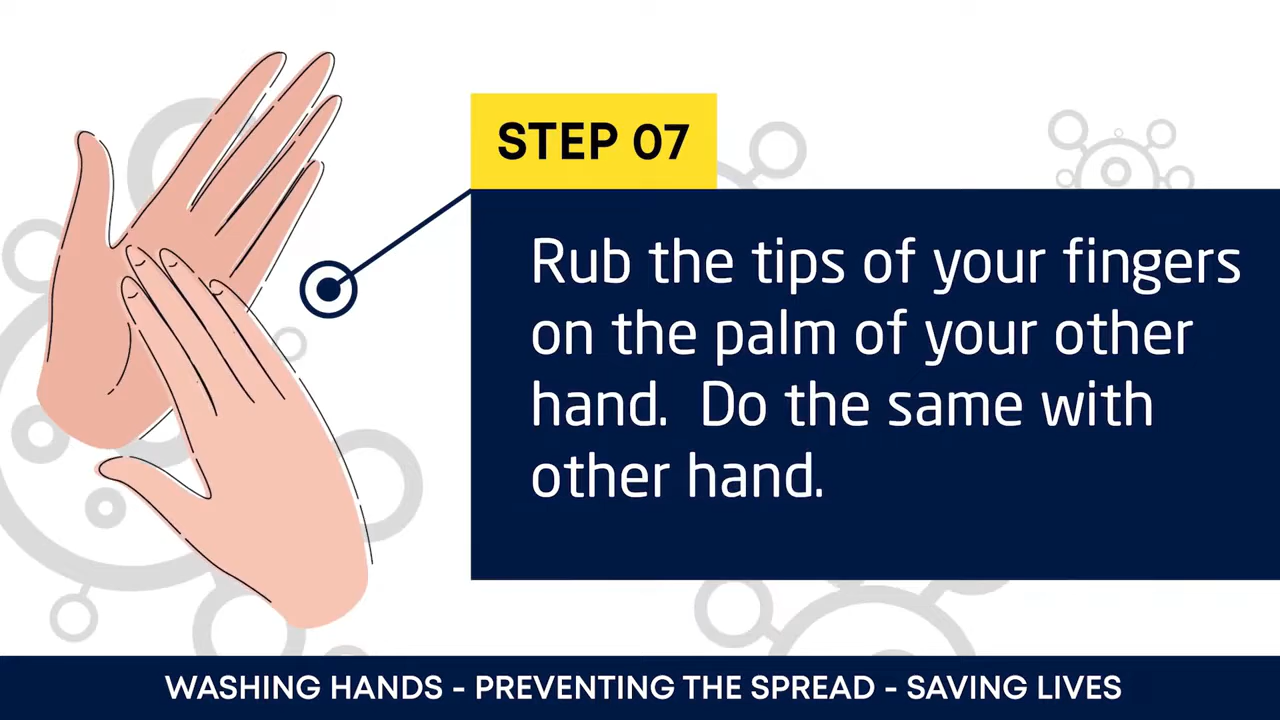 STEP 07
Rub the tips of your fingers
on the palm of your other
hand.  Do the same with
other hand.
WASHING HANDS - PREVENTING THE SPREAD - SAVING LIVES